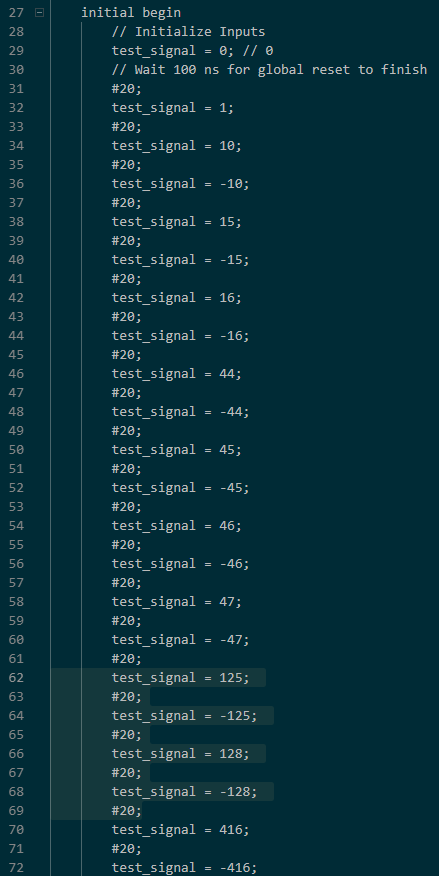 27 initial begin
28 // Initialize Inputs
29 test_signal = 0; // 0
30 // Wait 100 ns for global reset to finish
31 #20;
32 test_signal = 1;
33 #20;
34 test_signal = 10;
35 #20;
36 test_signal = -10;
37 #20;
38 test_signal = 15;
39 #20;
40 test_signal = -15;
41 #20;
42 test_signal = 16;
43 #20;
44 test_signal = -16;
45 #20;
46 test_signal = 44;
47 #20;
48 test_signal = -44;
49 #20;
50 test_signal = 45;
51 #20;
52 test_signal = -45;
53 #20;
54 test_signal = 46;
55 #20;
56 test_signal = -46;
57 #20;
58 test_signal = 47;
59 #20;
60 test_signal = -47;
61 #20;
62 test_signal = 125;
63 #20;
64 test_signal = -125;
65 #20;
66 test_signal = 128;
67 #20;
68 test_signal = -128;
69 #20;
70 test_signal = 416;
71 #20;
72 test_signal = -416;